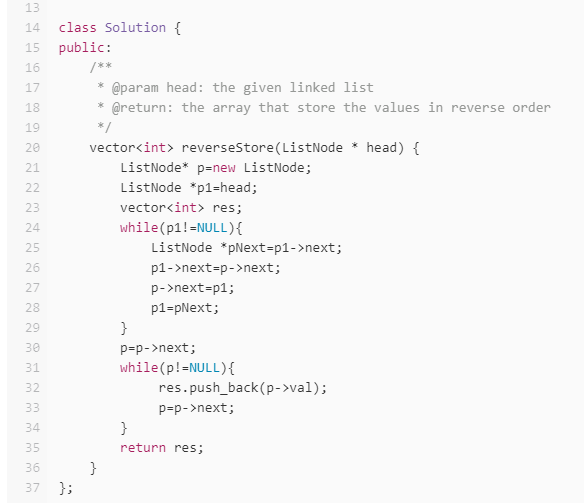 13
14 class Solution {
15 public:
16     /**
17      * @param head: the given linked list
18      * @return: the array that store the values in reverse order
19      */
20     vector<int> reverseStore(ListNode * head) {
21         ListNode* p=new ListNode;
22         ListNode *p1=head;
23         vector<int> res;
24         while(p1!=NULL){
25             ListNode *pNext=p1->next;
26             p1->next=p->next;
27             p->next=p1;
28             p1=pNext;
29         }
30         p=p->next;
31         while(p!=NULL){
32              res.push_back(p->val);
33              p=p->next;
34         }
35         return res;
36     }
37 };